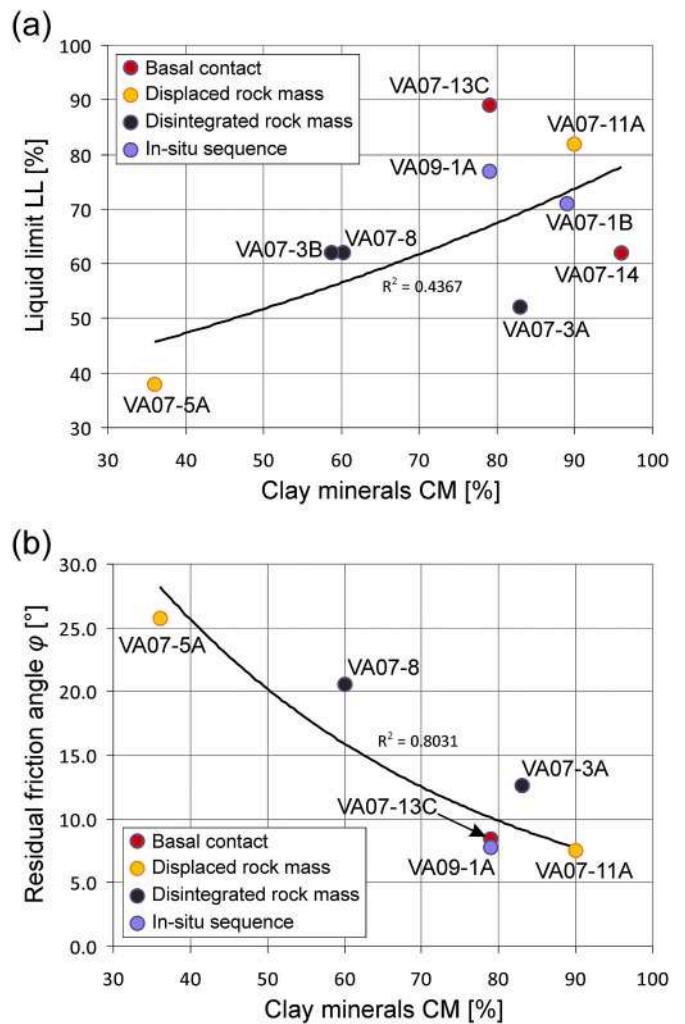 (a)
100
90
80
70
60
50
40
30
Liquid limit LL [%]
Basal contact
Displaced rock mass
Disintegrated rock mass
In-situ sequence
VA07-13C
VA07-11A
VA09-1A
VA07-3B
VA07-8
VA07-1B
R² = 0.4367
VA07-14
VA07-3A
VA07-5A
30 40 50 60 70 80 90 100
Clay minerals CM [%]
(b)
30.0
25.0
20.0
15.0
10.0
5.0
0.0
Residual friction angle φ [°]
VA07-5A
VA07-8
R² = 0.8031
VA07-3A
VA07-13C
VA09-1A
VA07-11A
Basal contact
Displaced rock mass
Disintegrated rock mass
In-situ sequence
30 40 50 60 70 80 90 100
Clay minerals CM [%]